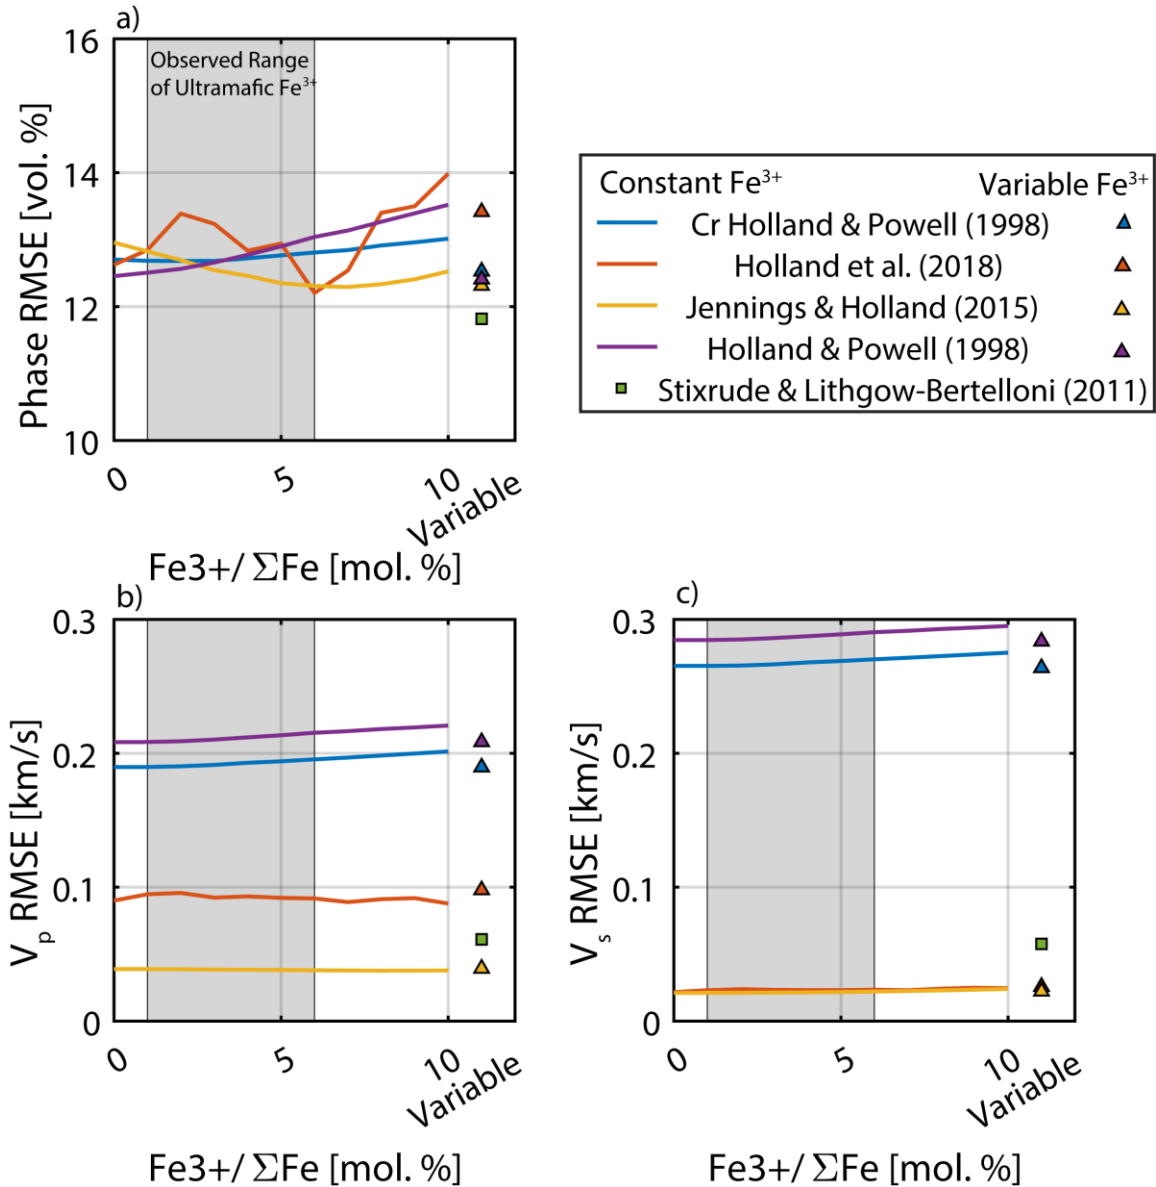 a)
16
14
12
10
Phase RMSE [vol. %]
Observed Range
of Ultramafic Fe³⁺
0
5
10
Variable
Fe3+/ ΣFe [mol. %]
Constant Fe³⁺
Variable Fe³⁺
Cr Holland & Powell (1998)
Holland et al. (2018)
Jennings & Holland (2015)
Holland & Powell (1998)
Stixrude & Lithgow-Bertelloni (2011)
b)
0.3
0.2
0.1
0
Vₚ RMSE [km/s]
0
5
10
Variable
Fe3+/ ΣFe [mol. %]
c)
0.3
0.2
0.1
0
Vₛ RMSE [km/s]
0
5
10
Variable
Fe3+/ ΣFe [mol. %]